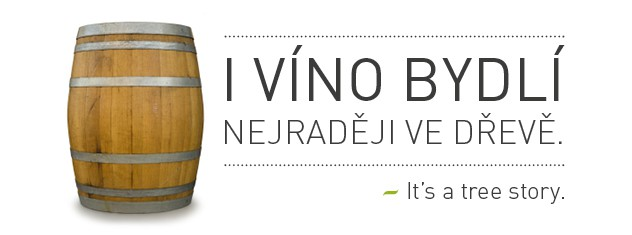 I VÍNO BYDLÍ
NEJRADĚJI VE DŘEVĚ.
It's a tree story.